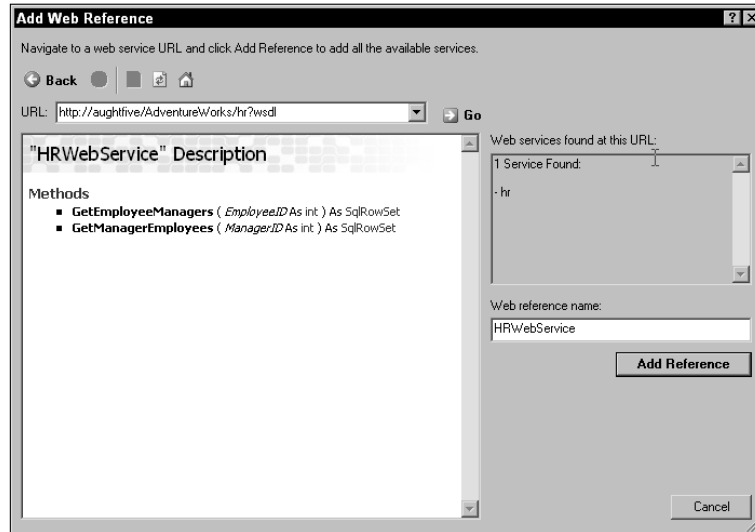 Add Web Reference
Navigate to a web service URL and click Add Reference to add all the available services.
Back
URL: http://aughtfive/AdventureWorks/hr?wsdl
Go
"HRWebService" Description
Methods
GetEmployeeManagers ( EmployeeID As int ) As SqlRowSet
GetManagerEmployees ( ManagerID As int ) As SqlRowSet
Web services found at this URL:
1 Service Found:
- hr
Web reference name:
HRWebService
Add Reference
Cancel